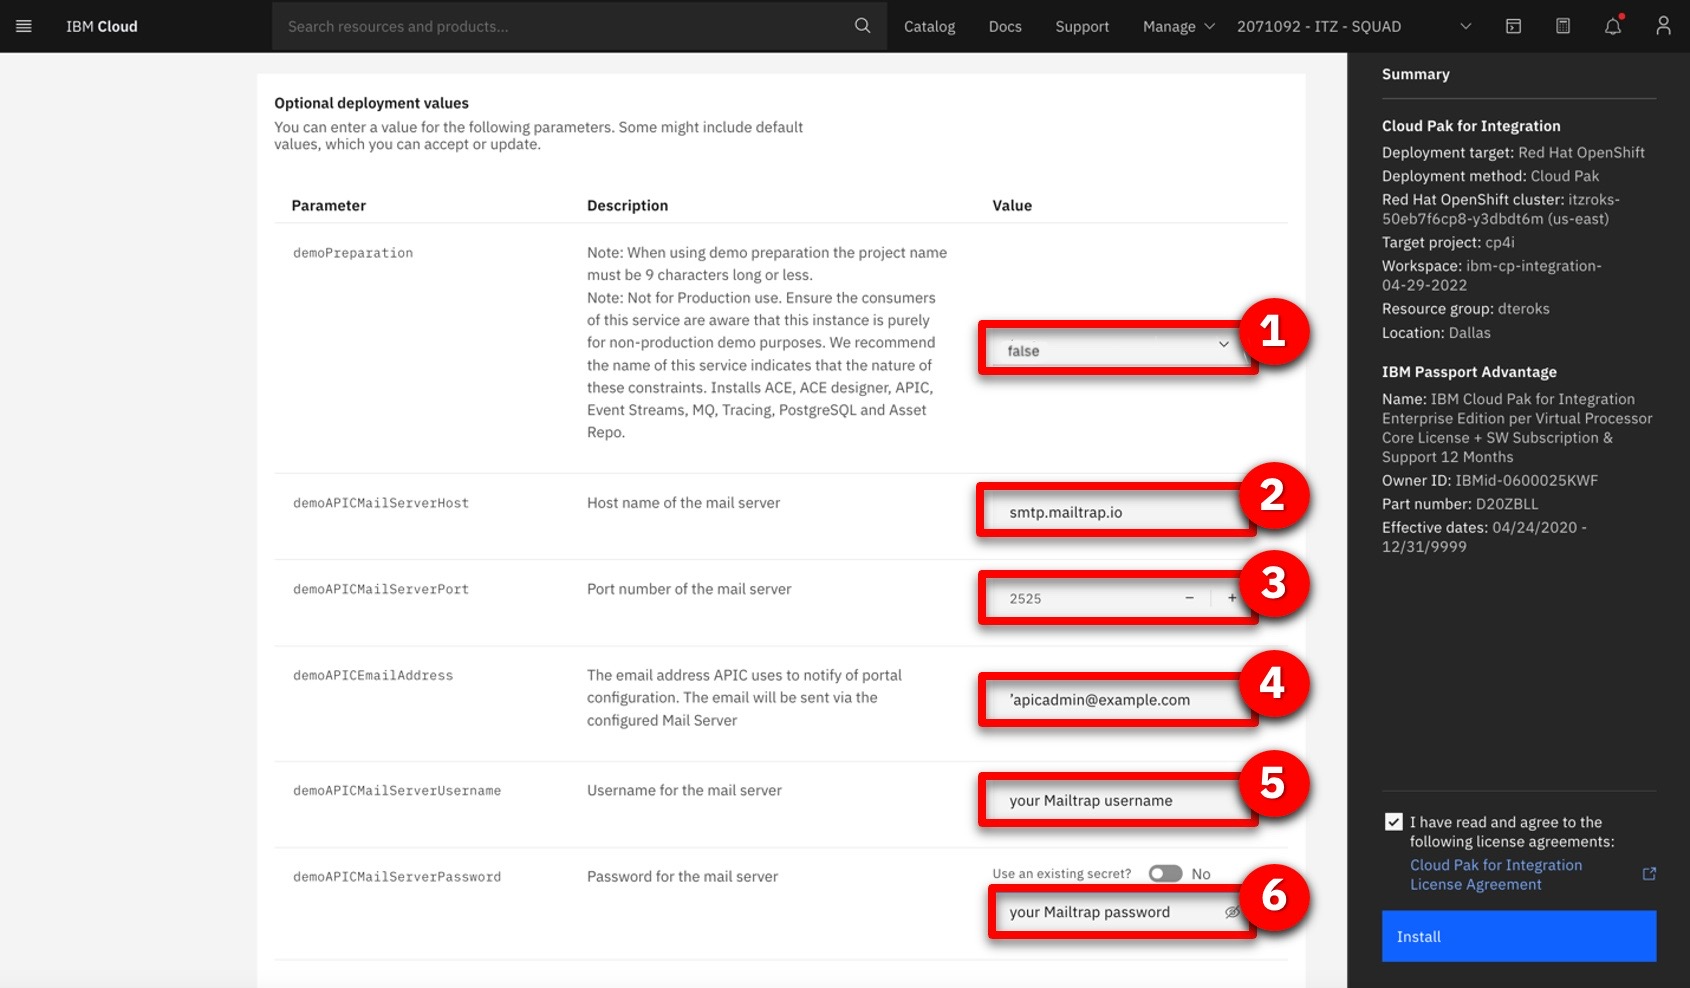 IBM Cloud
Search resources and products...
Catalog
Docs
Support
Manage
2071092 - ITZ - SQUAD
Optional deployment values
You can enter a value for the following parameters. Some might include default
values, which you can accept or update.
Parameter
Description
Value
demoPreparation
Note: When using demo preparation the project name
must be 9 characters long or less.
Note: Not for Production use. Ensure the consumers
of this service are aware that this instance is purely
for non-production demo purposes. We recommend
the name of this service indicates that the nature of
these constraints. Installs ACE, ACE designer, APIC,
Event Streams, MQ, Tracing, PostgreSQL and Asset
Repo.
false
1
demoAPICMailServerHost
Host name of the mail server
smtp.mailtrap.io
2
demoAPICMailServerPort
Port number of the mail server
2525
− +
3
demoAPICEmailAddress
The email address APIC uses to notify of portal
configuration. The email will be sent via the
configured Mail Server
’apicadmin@example.com
4
demoAPICMailServerUsername
Username for the mail server
your Mailtrap username
5
demoAPICMailServerPassword
Password for the mail server
Use an existing secret? No
your Mailtrap password
6
Summary
Cloud Pak for Integration
Deployment target: Red Hat OpenShift
Deployment method: Cloud Pak
Red Hat OpenShift cluster: itzroks-
50eb7f6cp8-y3dbdt6m (us-east)
Target project: cp4i
Workspace: ibm-cp-integration-
04-29-2022
Resource group: dteroks
Location: Dallas
IBM Passport Advantage
Name: IBM Cloud Pak for Integration
Enterprise Edition per Virtual Processor
Core License + SW Subscription &
Support 12 Months
Owner ID: IBMid-0600025KWF
Part number: D20ZBLL
Effective dates: 04/24/2020 -
12/31/9999
I have read and agree to the
following license agreements:
Cloud Pak for Integration
License Agreement
Install